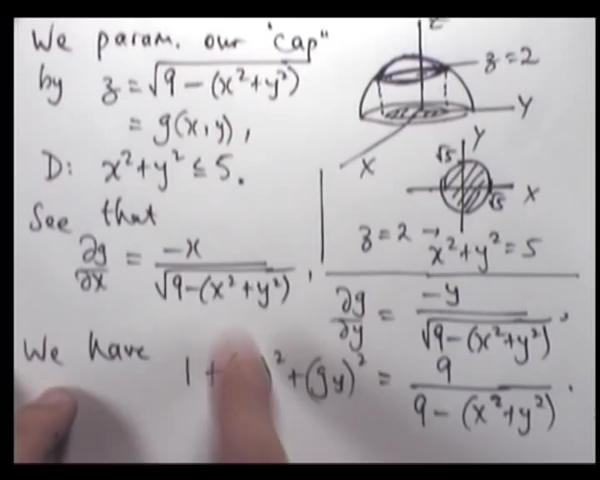 We param. our "cap"
by z = √9 − (x² + y²)
= g(x,y),
D: x² + y² ≤ 5.
See that
∂g/∂x = −x/√9−(x² + y²) ,
z
z = 2
Y
X
Y
√5
X
√5
z = 2 → x² + y² = 5
∂g/∂y = −y/√9−(x² + y²) ,
We have
1 + ( )² + (gy)² = 9/9 − (x² + y²) .